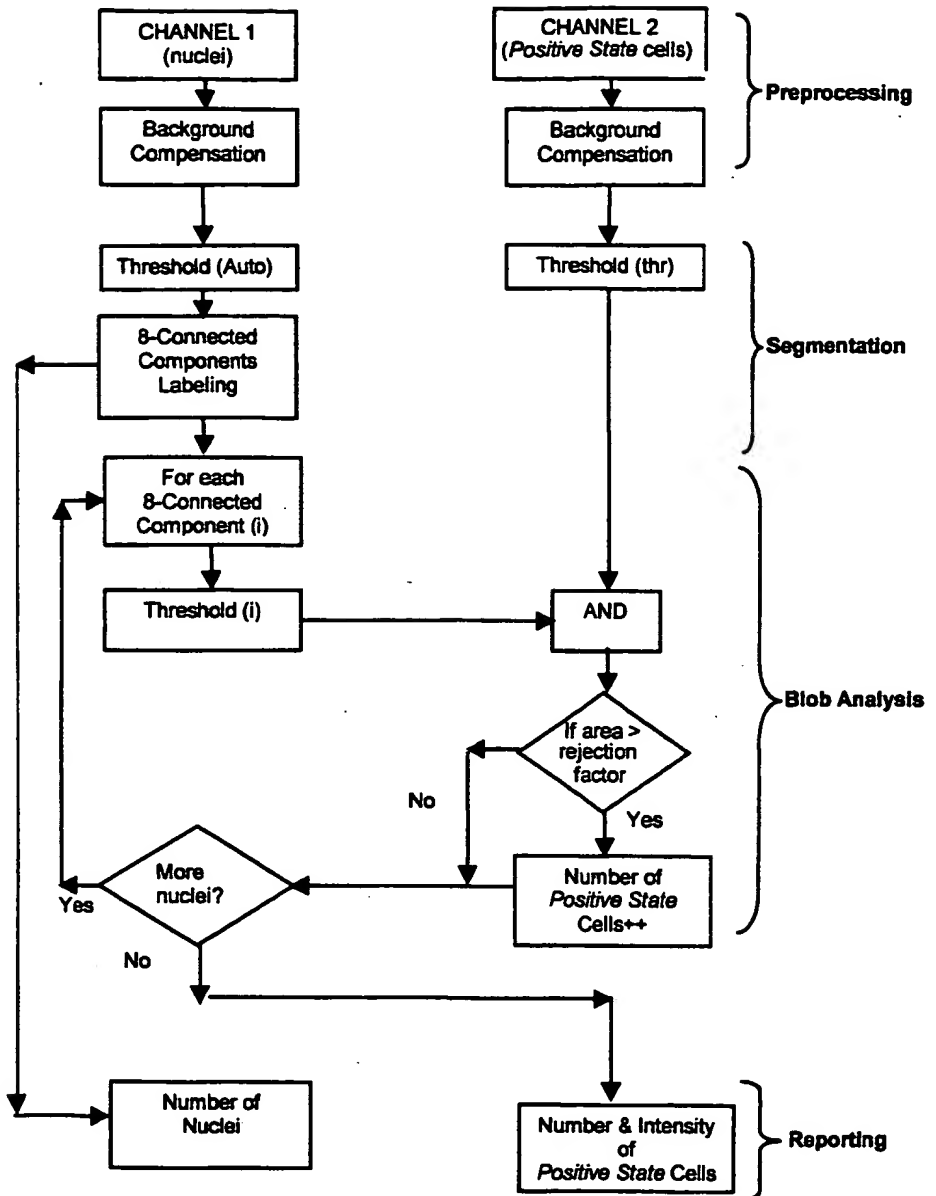 CHANNEL 1
(nuclei)
CHANNEL 2
(Positive State cells)
Preprocessing
Background
Compensation
Background
Compensation
Threshold (Auto)
Threshold (thr)
8-Connected
Components
Labeling
Segmentation
For each
8-Connected
Component (i)
Threshold (i)
AND
Blob Analysis
If area >
rejection
factor
No
Yes
More
nuclei?
Yes
Number of
Positive State
Cells++
No
Number of
Nuclei
Number & Intensity
of
Positive State Cells
Reporting